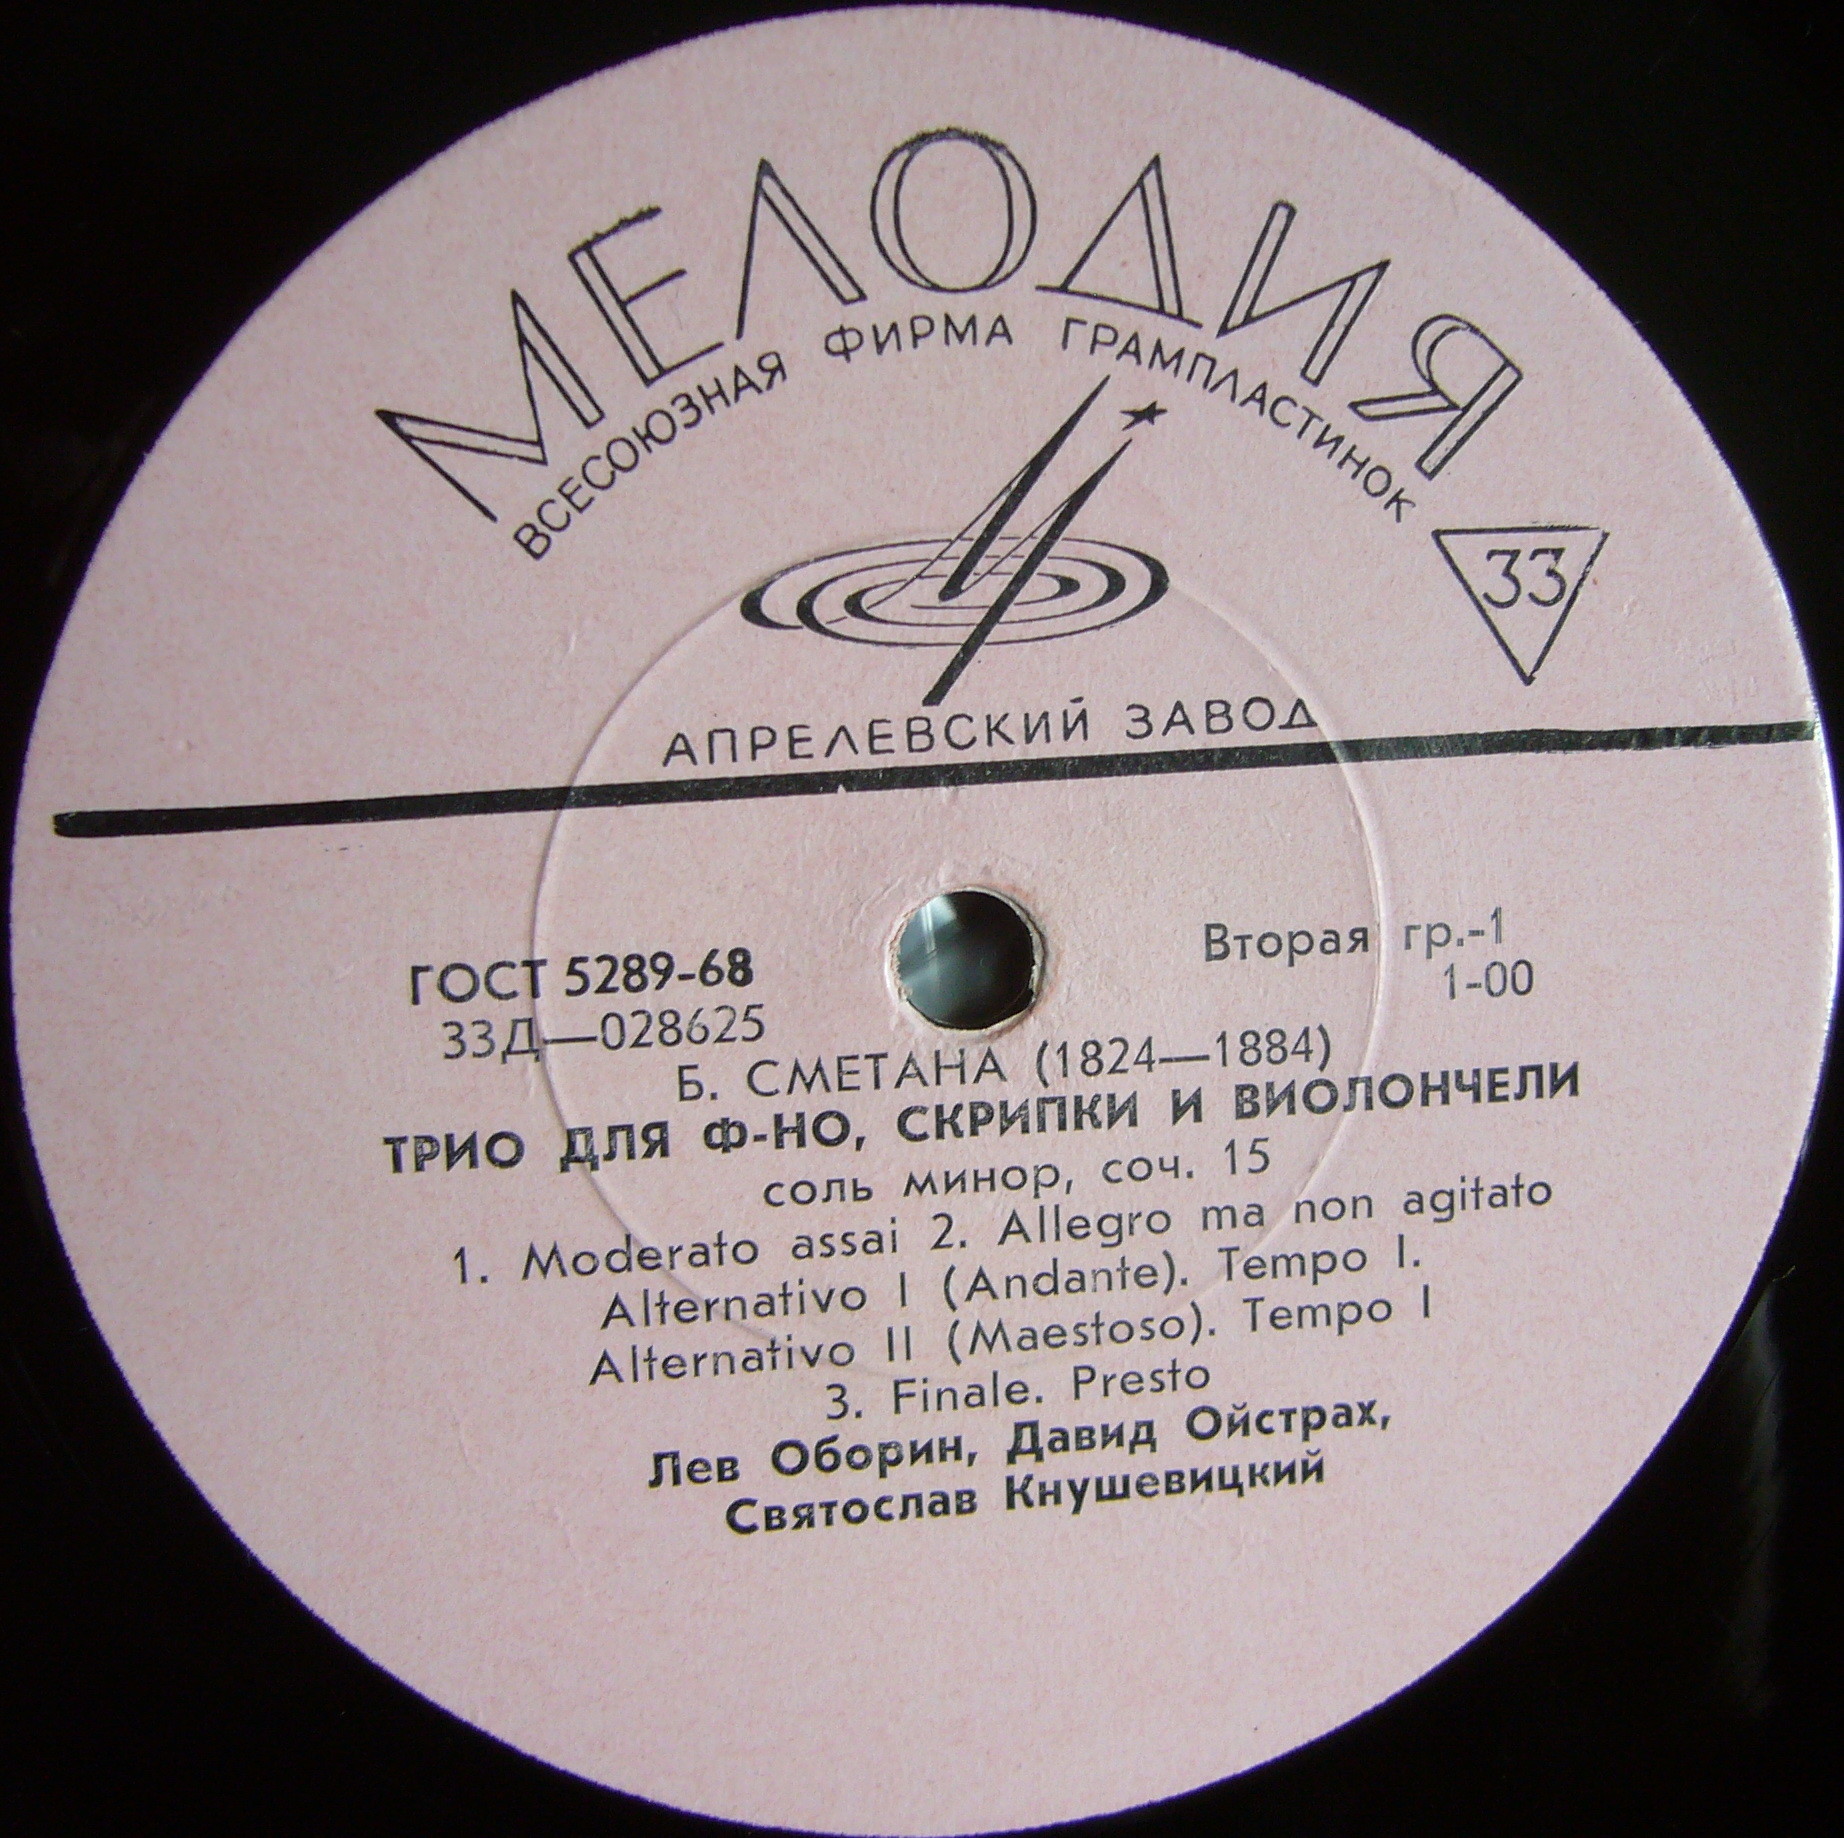 МЕЛОДИЯ
ВСЕСОЮЗНАЯ ФИРМА ГРАМПЛАСТИНОК
33
АПРЕЛЕВСКИЙ ЗАВОД
ГОСТ 5289-68
33Д—028625
Вторая гр.-1
1-00
Б. СМЕТАНА (1824—1884)
ТРИО ДЛЯ Ф-НО, СКРИПКИ И ВИОЛОНЧЕЛИ
соль минор, соч. 15
1. Moderato assai 2. Allegro ma non agitato
Alternativo I (Andante). Tempo I.
Alternativo II (Maestoso). Tempo I
3. Finale. Presto
Лев Оборин, Давид Ойстрах,
Святослав Кнушевицкий